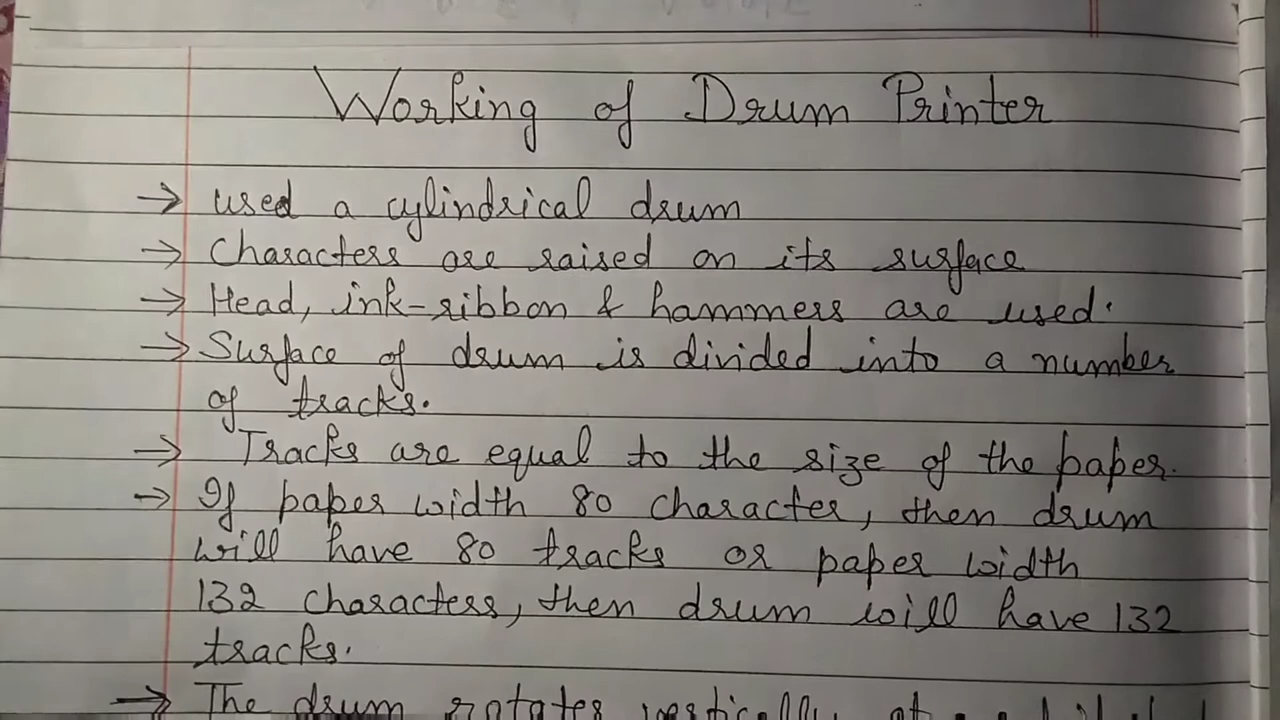 Working of Drum Printer
→ used a cylindrical drum
→ Characters are raised on its surface
→ Head, ink-ribbon & hammers are used.
→ Surface of drum is divided into a number
of tracks.
→ Tracks are equal to the size of the paper.
→ If paper width 80 character, then drum
will have 80 tracks or paper width
132 characters, then drum will have 132
tracks.
→ The drum rotates vertically at a